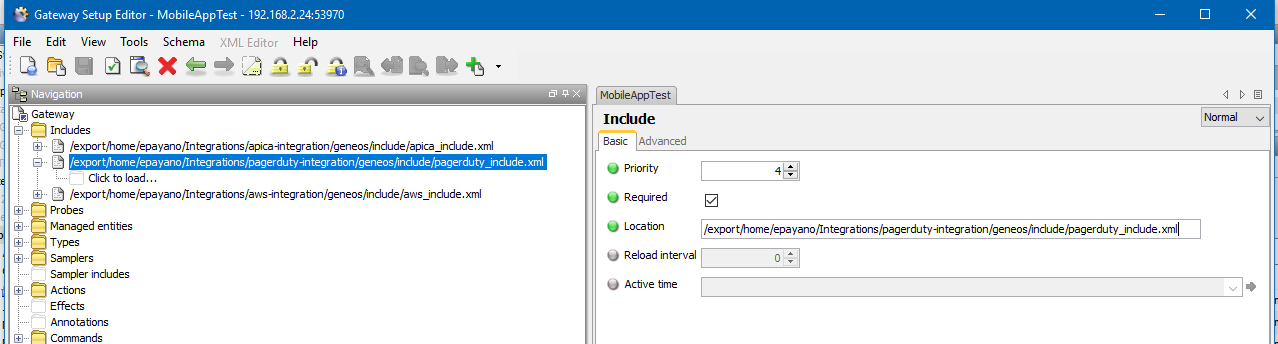 Gateway Setup Editor - MobileAppTest - 192.168.2.24:53970
File Edit View Tools Schema XML Editor Help
Navigation
Gateway
Includes
/export/home/epayano/Integrations/apica-integration/geneos/include/apica_include.xml
/export/home/epayano/Integrations/pagerduty-integration/geneos/include/pagerduty_include.xml
Click to load...
/export/home/epayano/Integrations/aws-integration/geneos/include/aws_include.xml
Probes
Managed entities
Types
Samplers
Sampler includes
Actions
Effects
Annotations
Commands
MobileAppTest
Include
Normal
Basic Advanced
Priority 4
Required
Location /export/home/epayano/Integrations/pagerduty-integration/geneos/include/pagerduty_include.xml
Reload interval 0
Active time